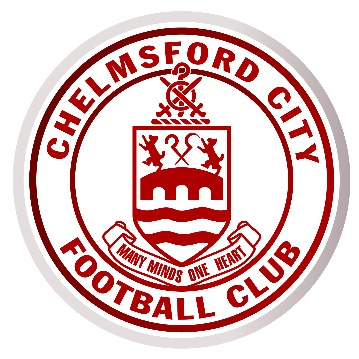 CHELMSFORD CITY
MANY MINDS ONE HEART
FOOTBALL CLUB